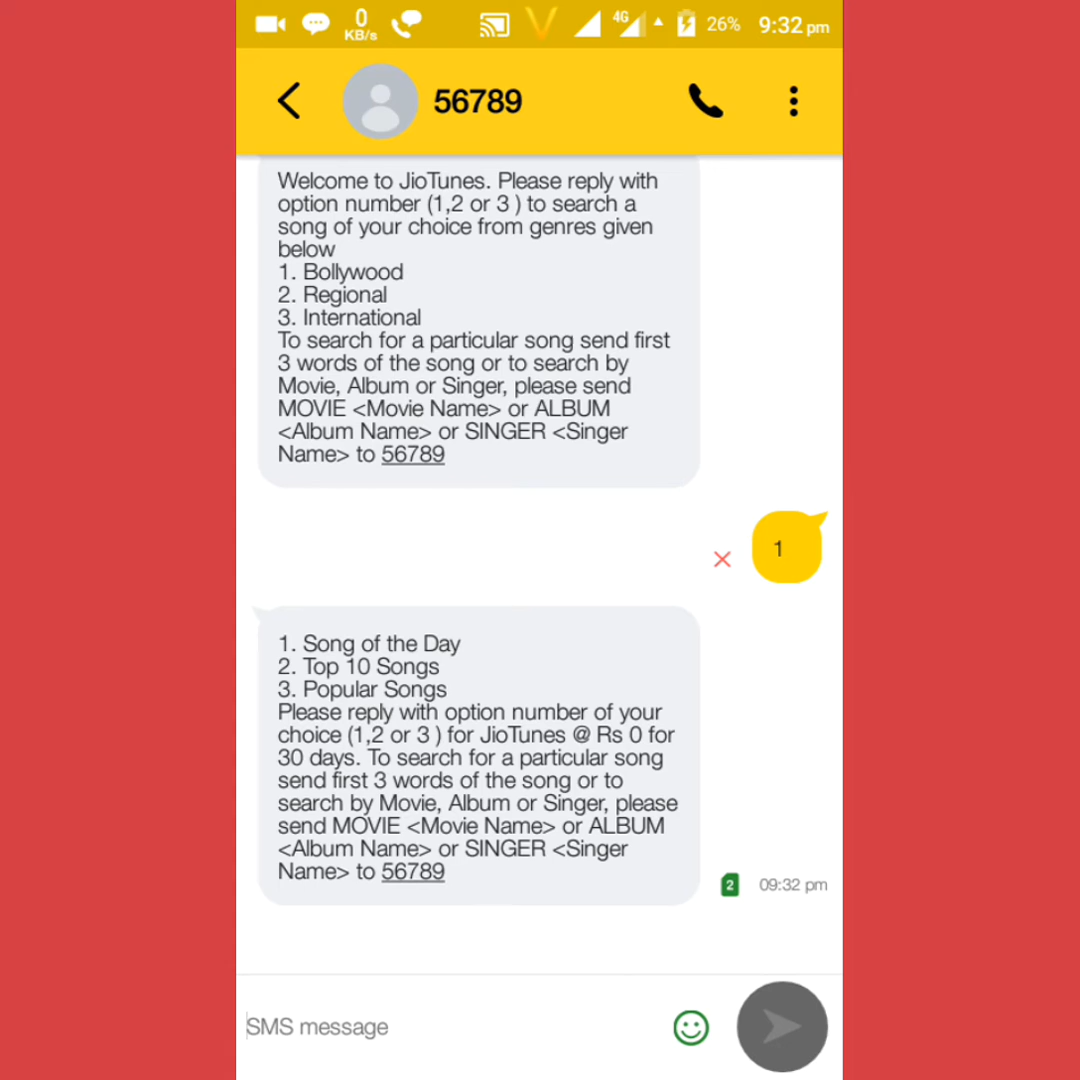 0
KB/s
4G
26%
9:32 pm
56789
Welcome to JioTunes. Please reply with
option number (1,2 or 3 ) to search a
song of your choice from genres given
below
1. Bollywood
2. Regional
3. International
To search for a particular song send first
3 words of the song or to search by
Movie, Album or Singer, please send
MOVIE <Movie Name> or ALBUM
<Album Name> or SINGER <Singer
Name> to 56789
1
1. Song of the Day
2. Top 10 Songs
3. Popular Songs
Please reply with option number of your
choice (1,2 or 3 ) for JioTunes @ Rs 0 for
30 days. To search for a particular song
send first 3 words of the song or to
search by Movie, Album or Singer, please
send MOVIE <Movie Name> or ALBUM
<Album Name> or SINGER <Singer
Name> to 56789
2 09:32 pm
SMS message